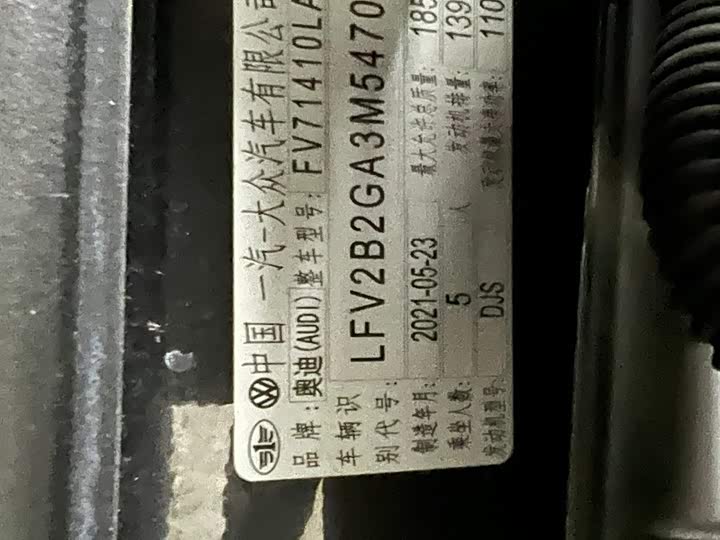 中国 一汽-大众汽车有限公司
品牌: 奥迪(AUDI) 整车型号: FV71410LA
车辆识别代号: LFV2B2GA3M5470
制造年月: 2021-05-23 最大允许总质量: 185
乘坐人数: 5 人 发动机排量: 139
发动机型号: DJS 发动机最大净功率: 110